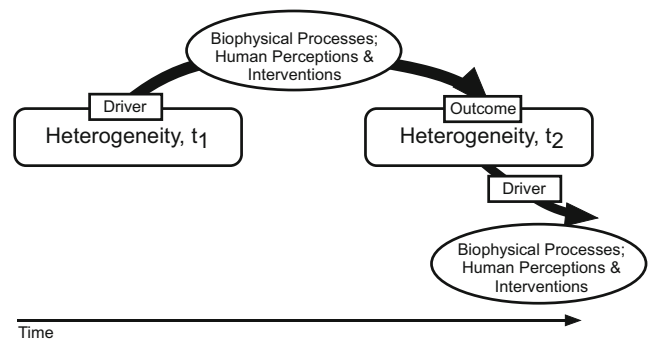 Biophysical Processes;
Human Perceptions &
Interventions
Driver
Outcome
Heterogeneity, t1
Heterogeneity, t2
Driver
Biophysical Processes;
Human Perceptions &
Interventions
Time